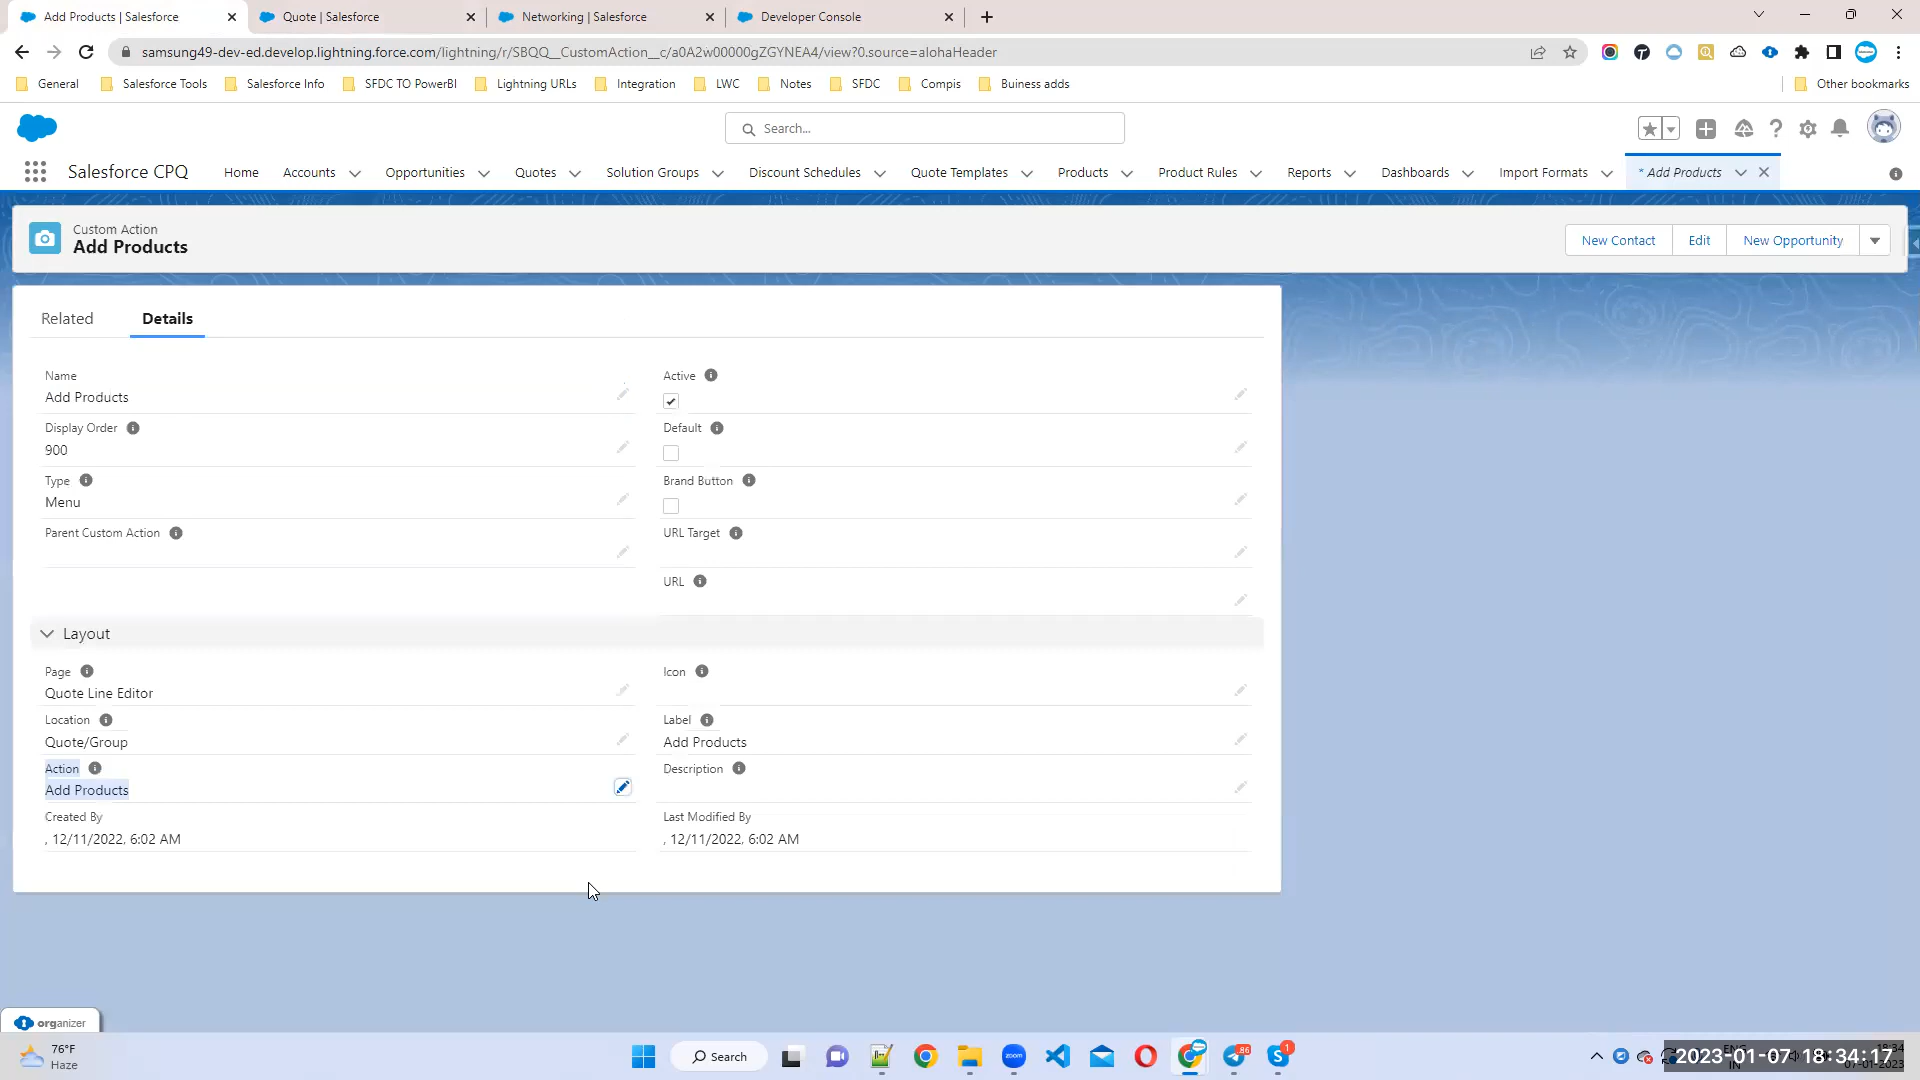 Add Products | Salesforce
Quote | Salesforce
Networking | Salesforce
Developer Console
samsung49-dev-ed.develop.lightning.force.com/lightning/r/SBQQ__CustomAction__c/a0A2w00000gZGYNEA4/view?0.source=alohaHeader
General
Salesforce Tools
Salesforce Info
SFDC TO PowerBI
Lightning URLs
Integration
LWC
Notes
SFDC
Compis
Buiness adds
Other bookmarks
Search...
Salesforce CPQ
Home
Accounts
Opportunities
Quotes
Solution Groups
Discount Schedules
Quote Templates
Products
Product Rules
Reports
Dashboards
Import Formats
* Add Products
Custom Action
Add Products
New Contact
Edit
New Opportunity
Related
Details
Name
Add Products
Active
Display Order
900
Default
Type
Menu
Brand Button
Parent Custom Action
URL Target
URL
Layout
Page
Quote Line Editor
Icon
Location
Quote/Group
Label
Add Products
Action
Add Products
Description
Created By
, 12/11/2022, 6:02 AM
Last Modified By
, 12/11/2022, 6:02 AM
organizer
76°F
Haze
Search
zoom
86
1
2023-01-07 18:34:17